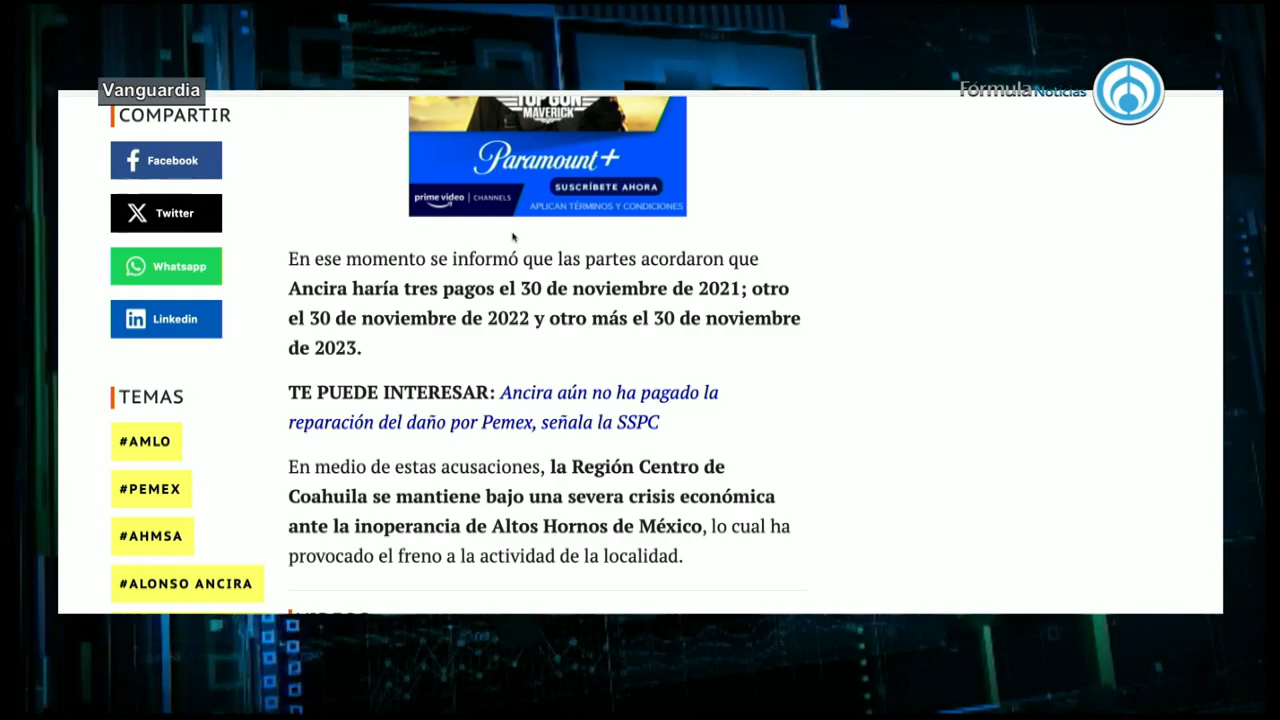 Vanguardia
Fórmula Noticias
COMPARTIR
Facebook
Twitter
Whatsapp
Linkedin
TEMAS
#AMLO
#PEMEX
#AHMSA
#ALONSO ANCIRA
TOP GUN
MAVERICK
Paramount+
SUSCRÍBETE AHORA
prime video | CHANNELS
APLICAN TÉRMINOS Y CONDICIONES
En ese momento se informó que las partes acordaron que
Ancira haría tres pagos el 30 de noviembre de 2021; otro
el 30 de noviembre de 2022 y otro más el 30 de noviembre
de 2023.
TE PUEDE INTERESAR: Ancira aún no ha pagado la
reparación del daño por Pemex, señala la SSPC
En medio de estas acusaciones, la Región Centro de
Coahuila se mantiene bajo una severa crisis económica
ante la inoperancia de Altos Hornos de México, lo cual ha
provocado el freno a la actividad de la localidad.